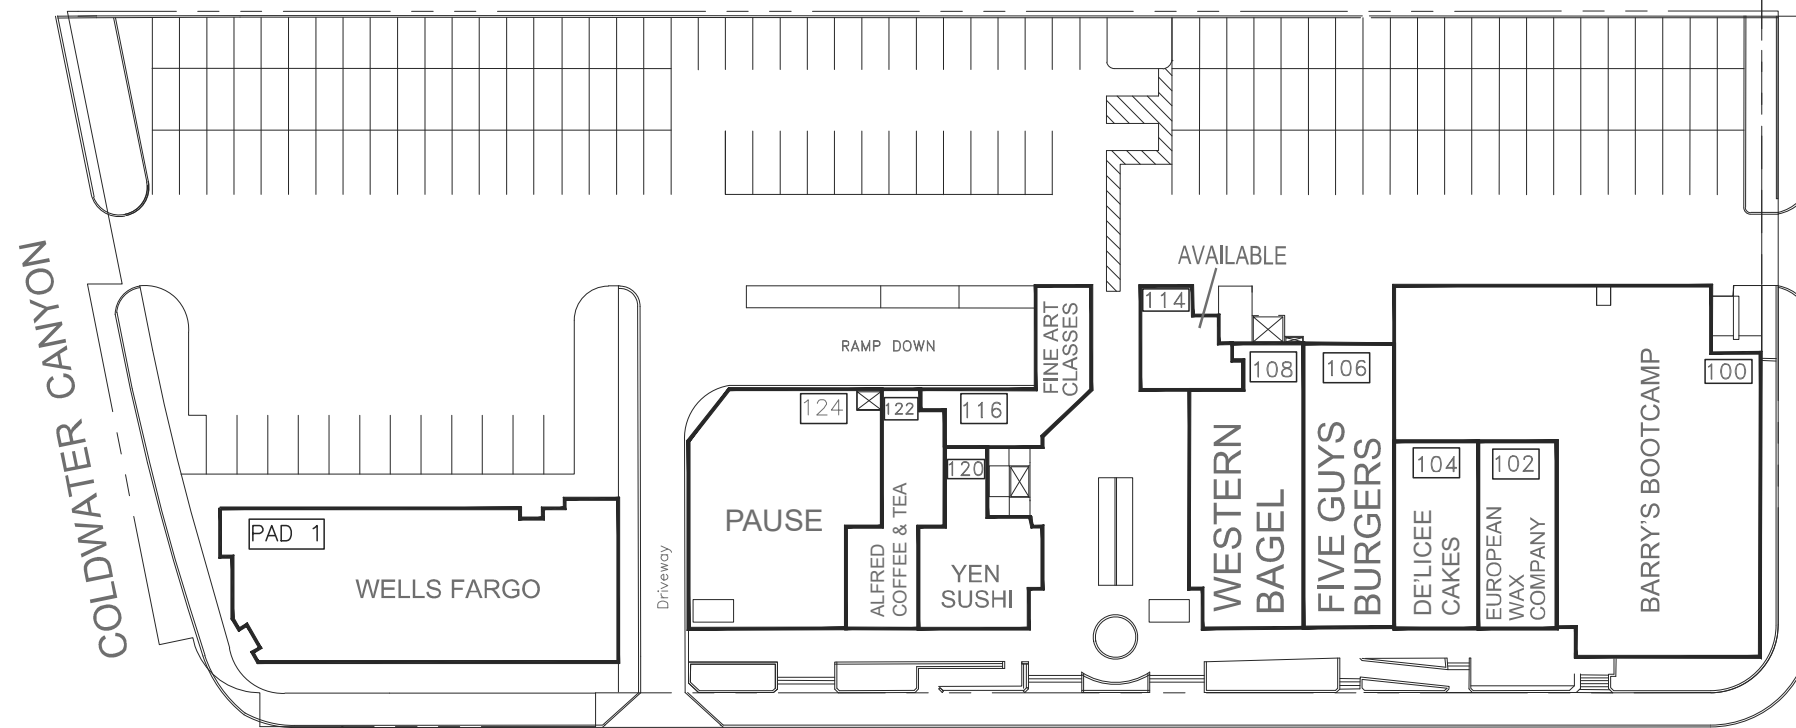 COLDWATER CANYON
PAD 1
WELLS FARGO
Driveway
RAMP DOWN
124
PAUSE
122
ALFRED
COFFEE & TEA
116
FINE ART
CLASSES
120
YEN
SUSHI
AVAILABLE
114
108
WESTERN
BAGEL
106
FIVE GUYS
BURGERS
104
DE'LICEE
CAKES
102
EUROPEAN
WAX
COMPANY
100
BARRY'S BOOTCAMP